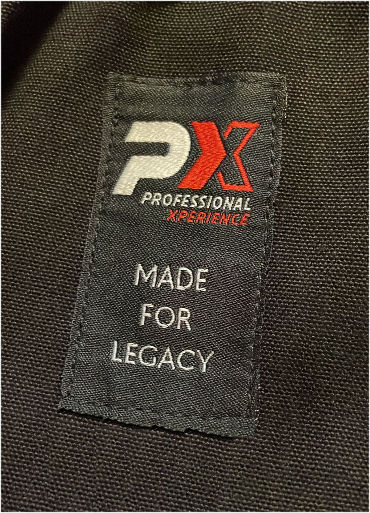 PX
PROFESSIONAL
XPERIENCE
MADE
FOR
LEGACY